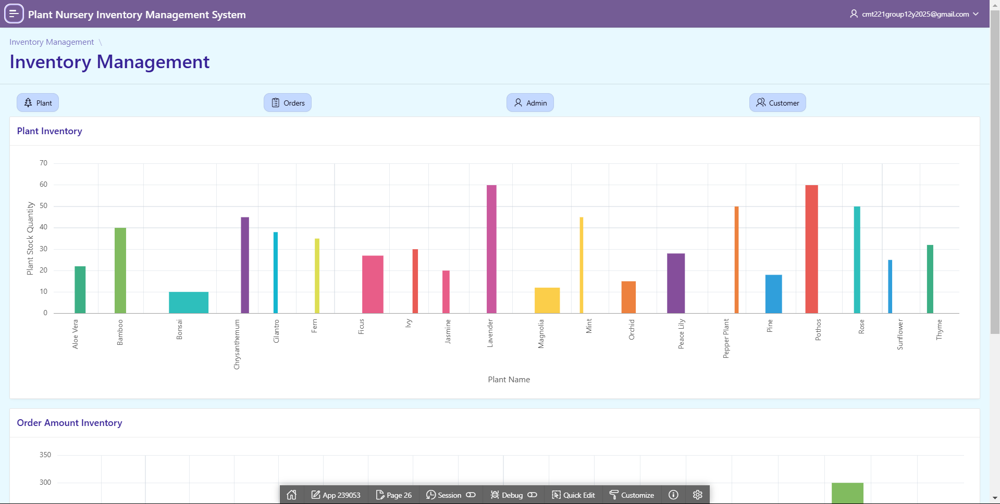 Plant Nursery Inventory Management System
cmt221group12y2025@gmail.com
Inventory Management \
Inventory Management
Plant
Orders
Admin
Customer
Plant Inventory
70
60
50
40
30
20
10
0
Plant Stock Quantity
Aloe Vera
Bamboo
Bonsai
Chrysanthemum
Cilantro
Fern
Ficus
Ivy
Jasmine
Lavender
Magnolia
Mint
Orchid
Peace Lily
Pepper Plant
Pine
Pothos
Rose
Sunflower
Thyme
Plant Name
Order Amount Inventory
350
300
App 239053
Page 26
Session
Debug
Quick Edit
Customize